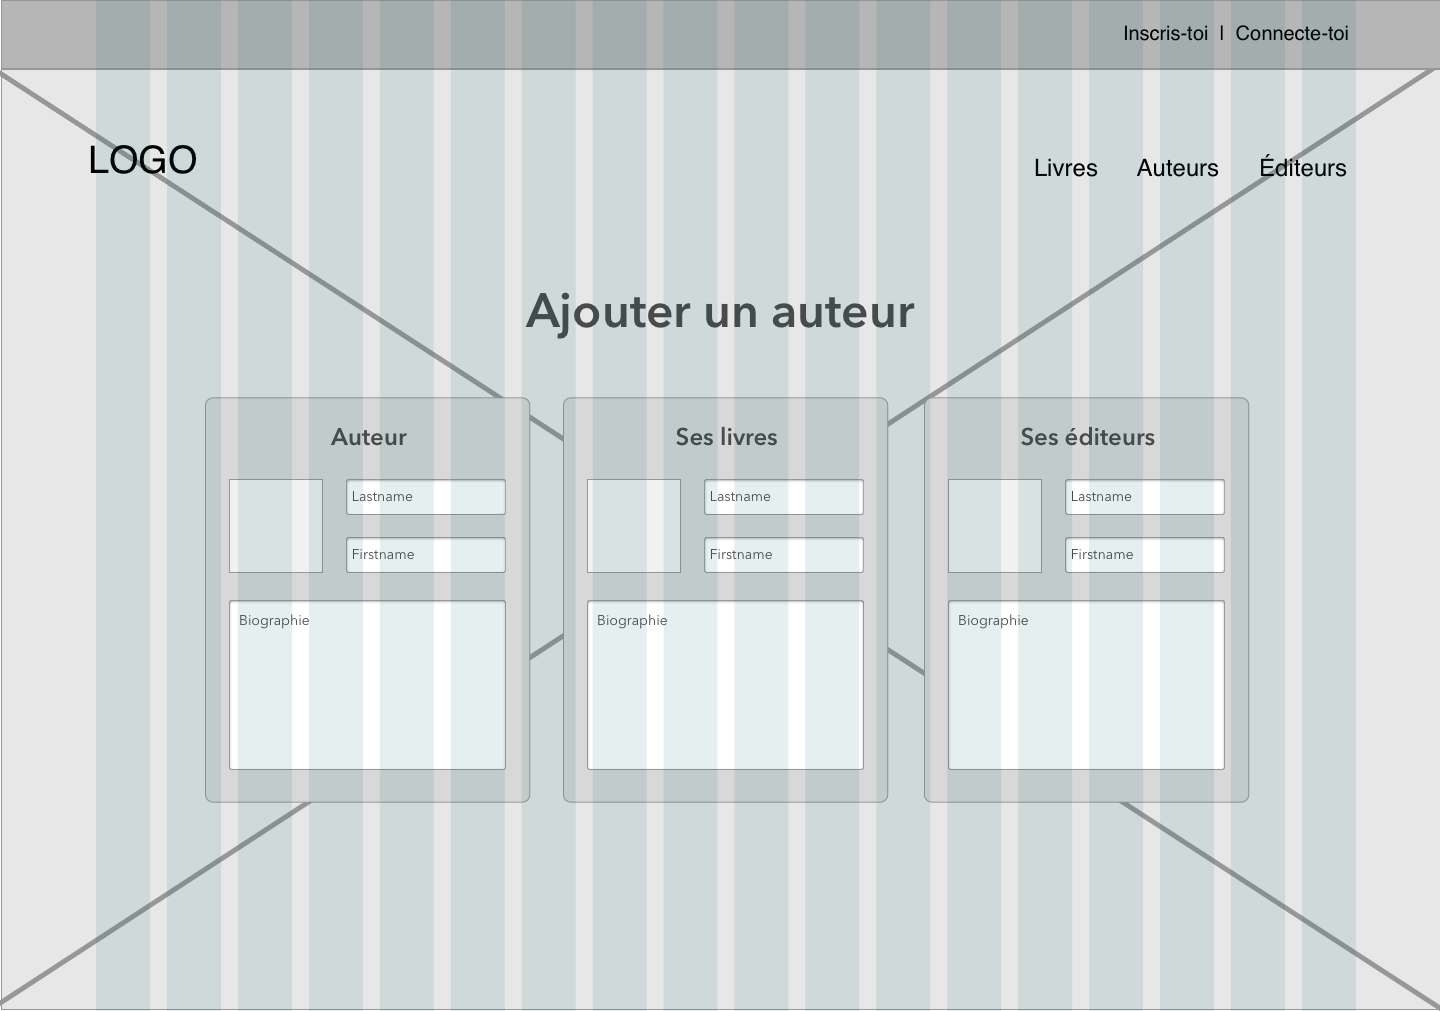 Inscris-toi | Connecte-toi
LOGO
Livres Auteurs Éditeurs
Ajouter un auteur
Auteur
Lastname
Firstname
Biographie
Ses livres
Lastname
Firstname
Biographie
Ses éditeurs
Lastname
Firstname
Biographie